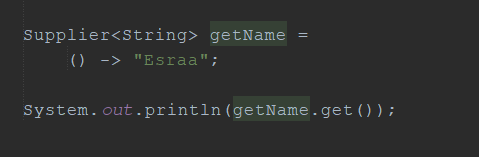 Supplier<String> getName =
() -> "Esraa";
System.out.println(getName.get());